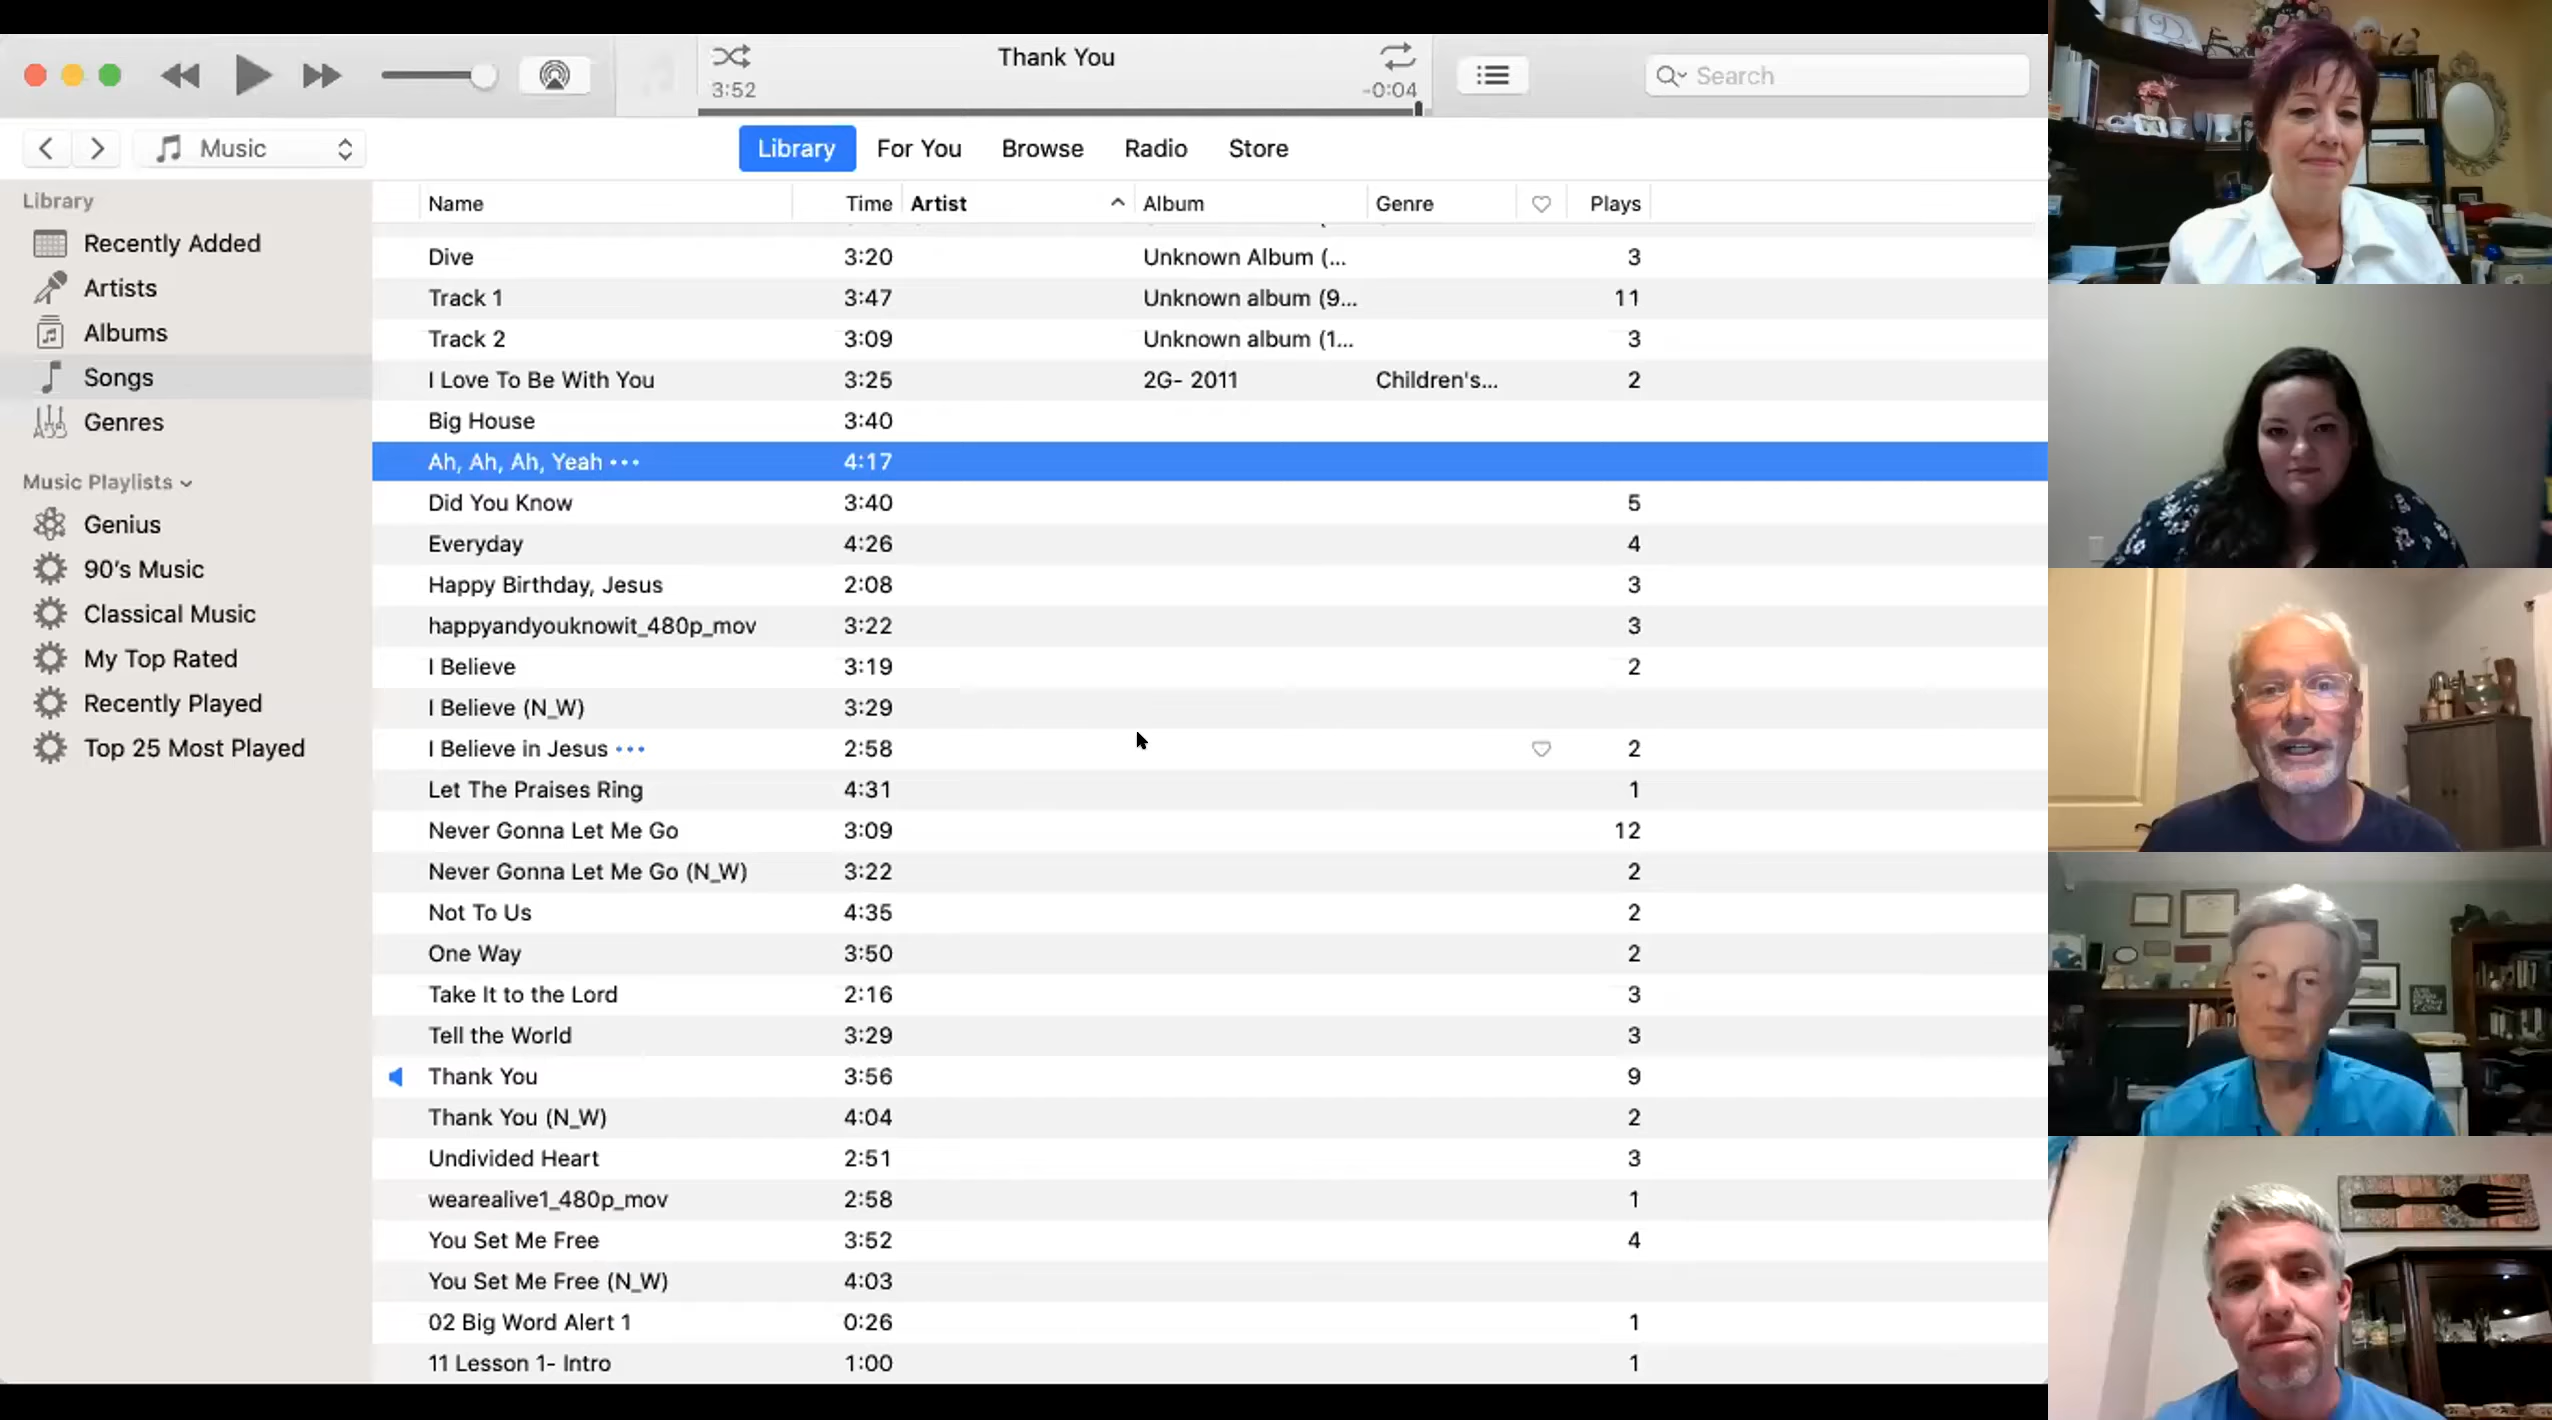 Thank You
3:52 -0:04
Search
Music
Library For You Browse Radio Store
Library
Recently Added
Artists
Albums
Songs
Genres
Music Playlists
Genius
90's Music
Classical Music
My Top Rated
Recently Played
Top 25 Most Played
Name Time Artist Album Genre Plays
Dive 3:20 Unknown Album (... 3
Track 1 3:47 Unknown album (9... 11
Track 2 3:09 Unknown album (1... 3
I Love To Be With You 3:25 2G- 2011 Children's... 2
Big House 3:40
Ah, Ah, Ah, Yeah ••• 4:17
Did You Know 3:40 5
Everyday 4:26 4
Happy Birthday, Jesus 2:08 3
happyandyouknowit_480p_mov 3:22 3
I Believe 3:19 2
I Believe (N_W) 3:29
I Believe in Jesus ••• 2:58 2
Let The Praises Ring 4:31 1
Never Gonna Let Me Go 3:09 12
Never Gonna Let Me Go (N_W) 3:22 2
Not To Us 4:35 2
One Way 3:50 2
Take It to the Lord 2:16 3
Tell the World 3:29 3
Thank You 3:56 9
Thank You (N_W) 4:04 2
Undivided Heart 2:51 3
wearealive1_480p_mov 2:58 1
You Set Me Free 3:52 4
You Set Me Free (N_W) 4:03
02 Big Word Alert 1 0:26 1
11 Lesson 1- Intro 1:00 1
D